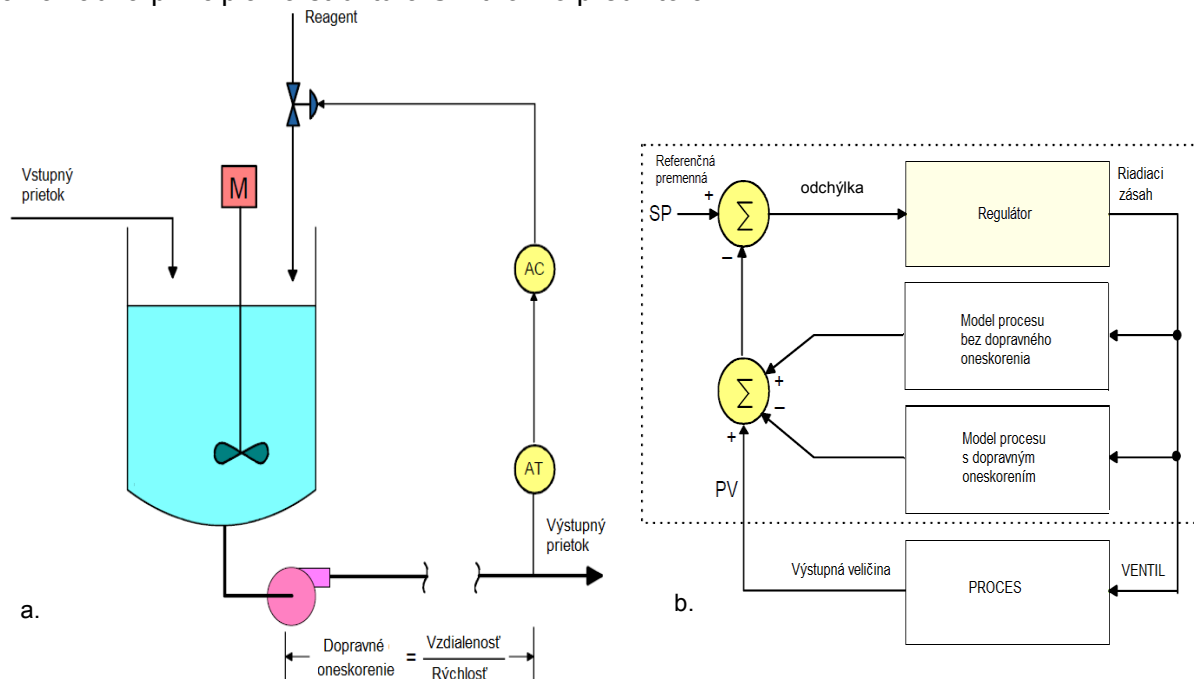 Reagent
Vstupný
prietok
M
AC
AT
Výstupný
prietok
a.
Dopravné
oneskorenie
=
Vzdialenosť
Rýchlosť
Referenčná
premenná
+
SP
Σ
–
odchýlka
Regulátor
Riadiaci
zásah
Model procesu
bez dopravného
oneskorenia
Σ
+
–
+
Model procesu
s dopravným
oneskorením
PV
Výstupná veličina
PROCES
VENTIL
b.